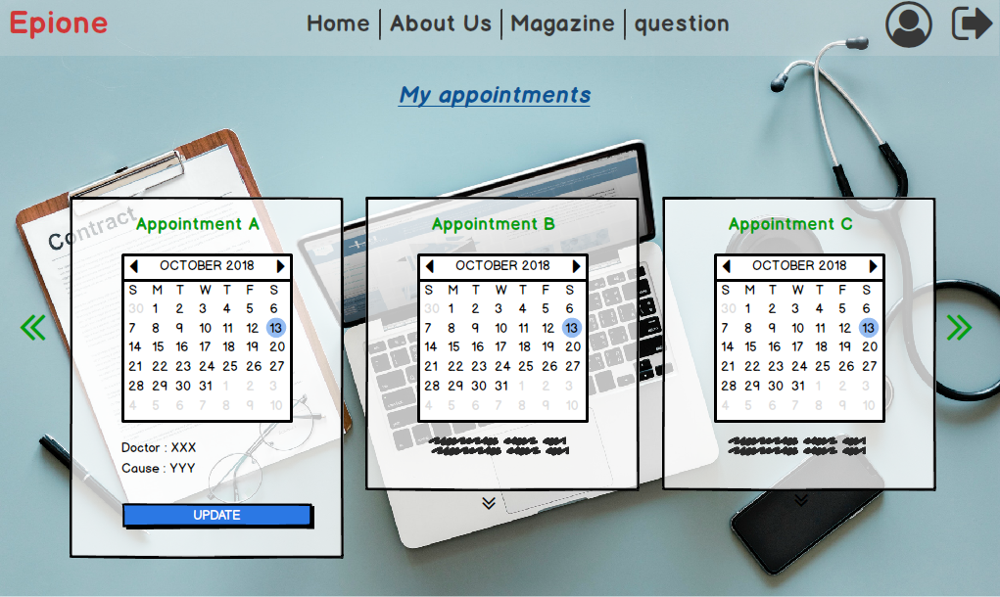 Epione
Home
About Us
Magazine
question
My appointments
Contract
Appointment A
OCTOBER 2018
S M T W T F S
30 1 2 3 4 5 6
7 8 9 10 11 12 13
14 15 16 17 18 19 20
21 22 23 24 25 26 27
28 29 30 31 1 2 3
4 5 6 7 8 9 10
Doctor : XXX
Cause : YYY
UPDATE
Appointment B
OCTOBER 2018
S M T W T F S
30 1 2 3 4 5 6
7 8 9 10 11 12 13
14 15 16 17 18 19 20
21 22 23 24 25 26 27
28 29 30 31 1 2 3
4 5 6 7 8 9 10
Appointment C
OCTOBER 2018
S M T W T F S
30 1 2 3 4 5 6
7 8 9 10 11 12 13
14 15 16 17 18 19 20
21 22 23 24 25 26 27
28 29 30 31 1 2 3
4 5 6 7 8 9 10